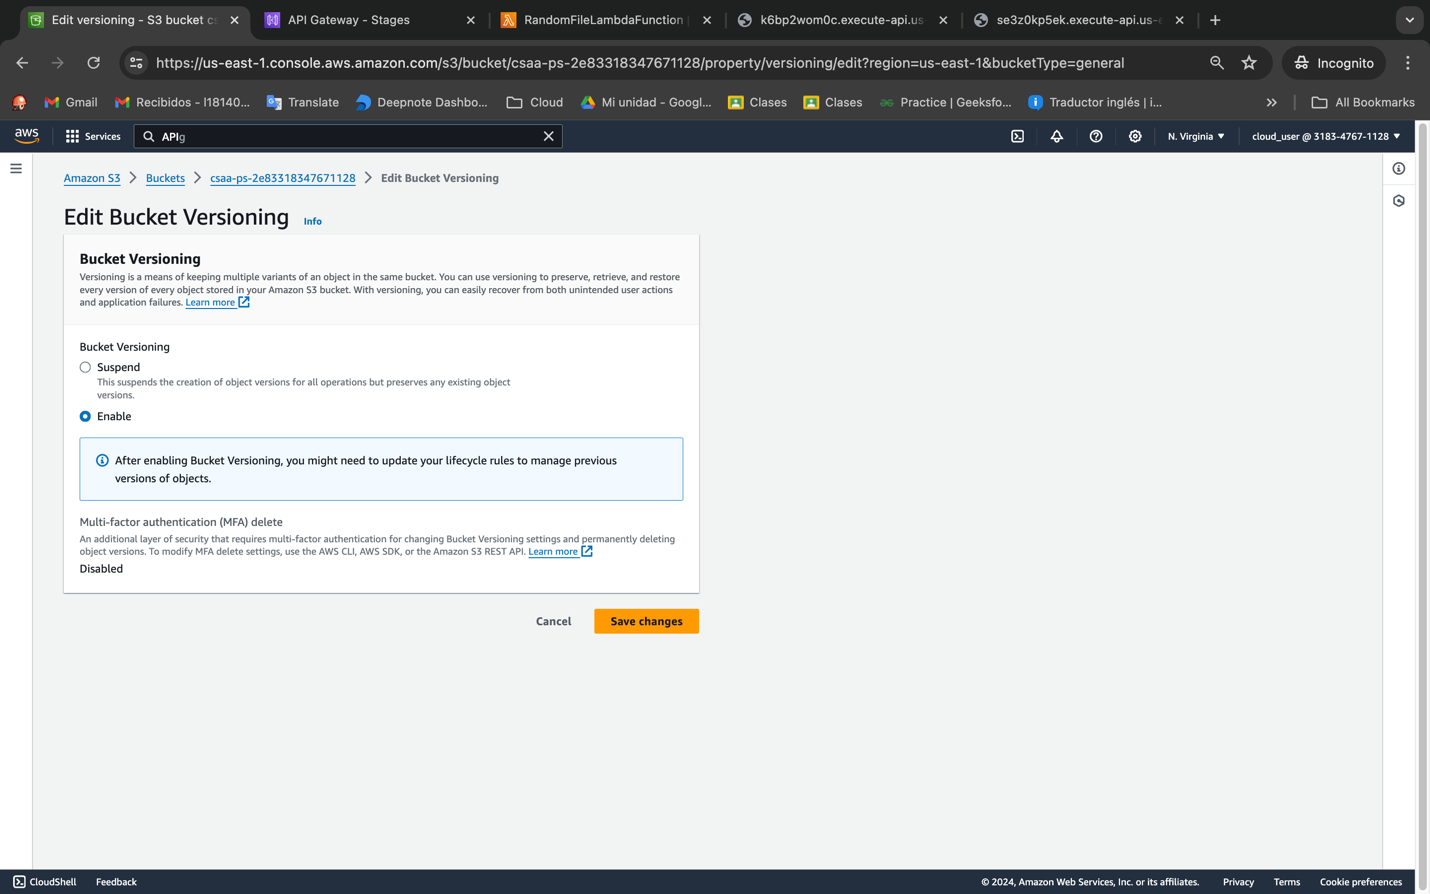 Edit versioning - S3 bucket cs
API Gateway - Stages
RandomFileLambdaFunction
k6bp2wom0c.execute-api.us
se3z0kp5ek.execute-api.us-e
https://us-east-1.console.aws.amazon.com/s3/bucket/csaa-ps-2e83318347671128/property/versioning/edit?region=us-east-1&bucketType=general
Incognito
Gmail
Recibidos - l18140...
Translate
Deepnote Dashbo...
Cloud
Mi unidad - Googl...
Clases
Clases
Practice | Geeksfo...
Traductor inglés | i...
»
All Bookmarks
aws
Services
APIg
N. Virginia
cloud_user @ 3183-4767-1128
Amazon S3 > Buckets > csaa-ps-2e83318347671128 > Edit Bucket Versioning
Edit Bucket Versioning Info
Bucket Versioning
Versioning is a means of keeping multiple variants of an object in the same bucket. You can use versioning to preserve, retrieve, and restore
every version of every object stored in your Amazon S3 bucket. With versioning, you can easily recover from both unintended user actions
and application failures. Learn more
Bucket Versioning
Suspend
This suspends the creation of object versions for all operations but preserves any existing object
versions.
Enable
After enabling Bucket Versioning, you might need to update your lifecycle rules to manage previous
versions of objects.
Multi-factor authentication (MFA) delete
An additional layer of security that requires multi-factor authentication for changing Bucket Versioning settings and permanently deleting
object versions. To modify MFA delete settings, use the AWS CLI, AWS SDK, or the Amazon S3 REST API. Learn more
Disabled
Cancel
Save changes
CloudShell
Feedback
© 2024, Amazon Web Services, Inc. or its affiliates.
Privacy
Terms
Cookie preferences